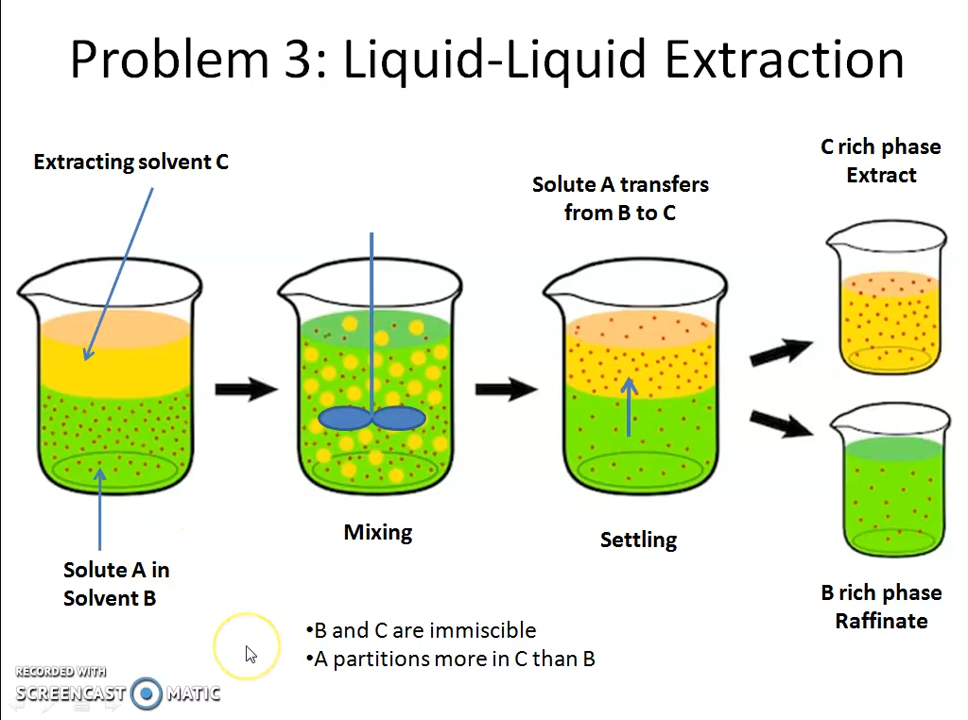 Problem 3: Liquid-Liquid Extraction
Extracting solvent C
Solute A transfers
from B to C
C rich phase
Extract
Mixing
Settling
Solute A in
Solvent B
B rich phase
Raffinate
•B and C are immiscible
•A partitions more in C than B
RECORDED WITH
SCREENCAST MATIC